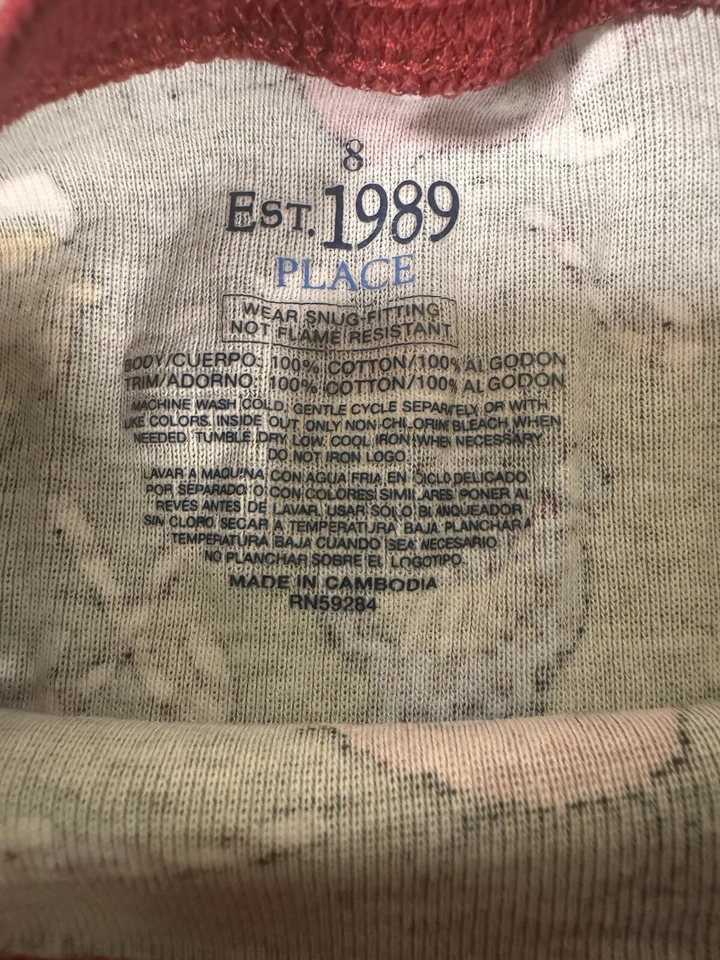 8
EST. 1989
PLACE
WEAR SNUG-FITTING
NOT FLAME RESISTANT
BODY/CUERPO: 100% COTTON/100% ALGODON
TRIM/ADORNO: 100% COTTON/100% ALGODON
MACHINE WASH COLD, GENTLE CYCLE SEPARATELY OR WITH
LIKE COLORS. INSIDE OUT ONLY NON CHLORINE BLEACH WHEN
NEEDED. TUMBLE DRY LOW. COOL IRON WHEN NECESSARY.
DO NOT IRON LOGO.
LAVAR A MAQUINA CON AGUA FRIA, EN CICLO DELICADO
POR SEPARADO O CON COLORES SIMILARES. PONER AL
REVES ANTES DE LAVAR. USAR SOLO BLANQUEADOR
SIN CLORO. SECAR A TEMPERATURA BAJA. PLANCHAR A
TEMPERATURA BAJA CUANDO SEA NECESARIO.
NO PLANCHAR SOBRE EL LOGOTIPO.
MADE IN CAMBODIA
RN59284